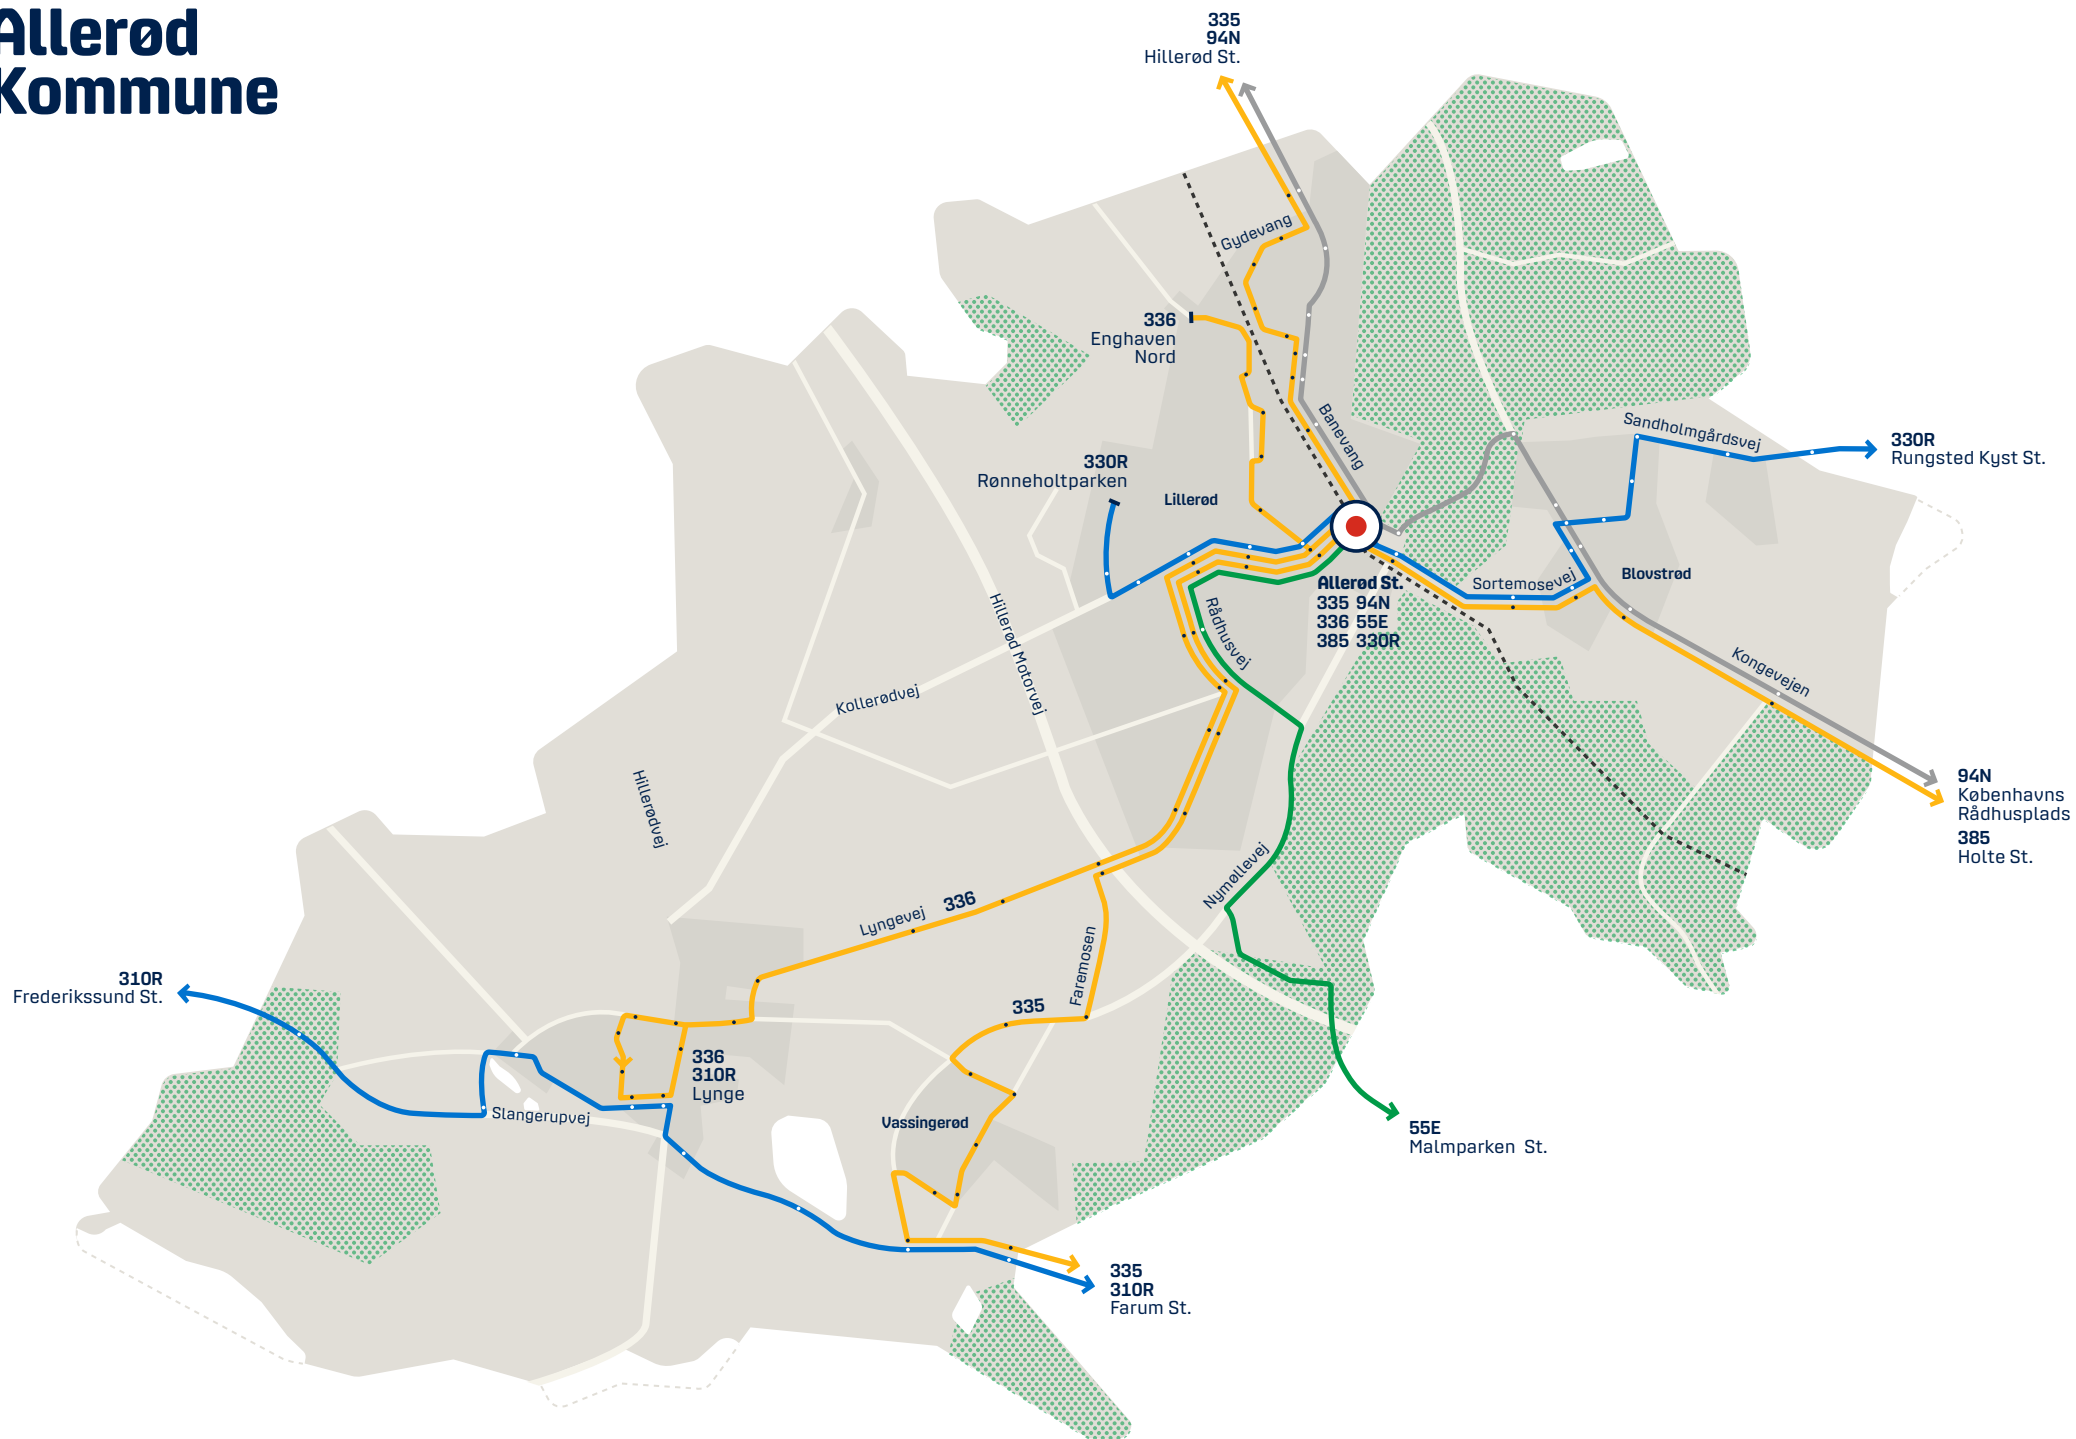 Allerød
Kommune
335
94N
Hillerød St.
Gydevang
336
Enghaven
Nord
Banevang
Sandholmgårdsvej
330R
Rungsted Kyst St.
330R
Rønneholtparken
Lillerød
Allerød St.
335 94N
336 55E
385 330R
Sortemosevej
Blovstrød
Rådhusvej
Hillerød Motorvej
Kollerødvej
Kongevejen
Hillerødvej
94N
Københavns
Rådhusplads
385
Holte St.
Nymøllevej
Lyngevej
336
Faremosen
335
310R
Frederikssund St.
336
310R
Lynge
Slangerupvej
Vassingerød
55E
Malmparken St.
335
310R
Farum St.